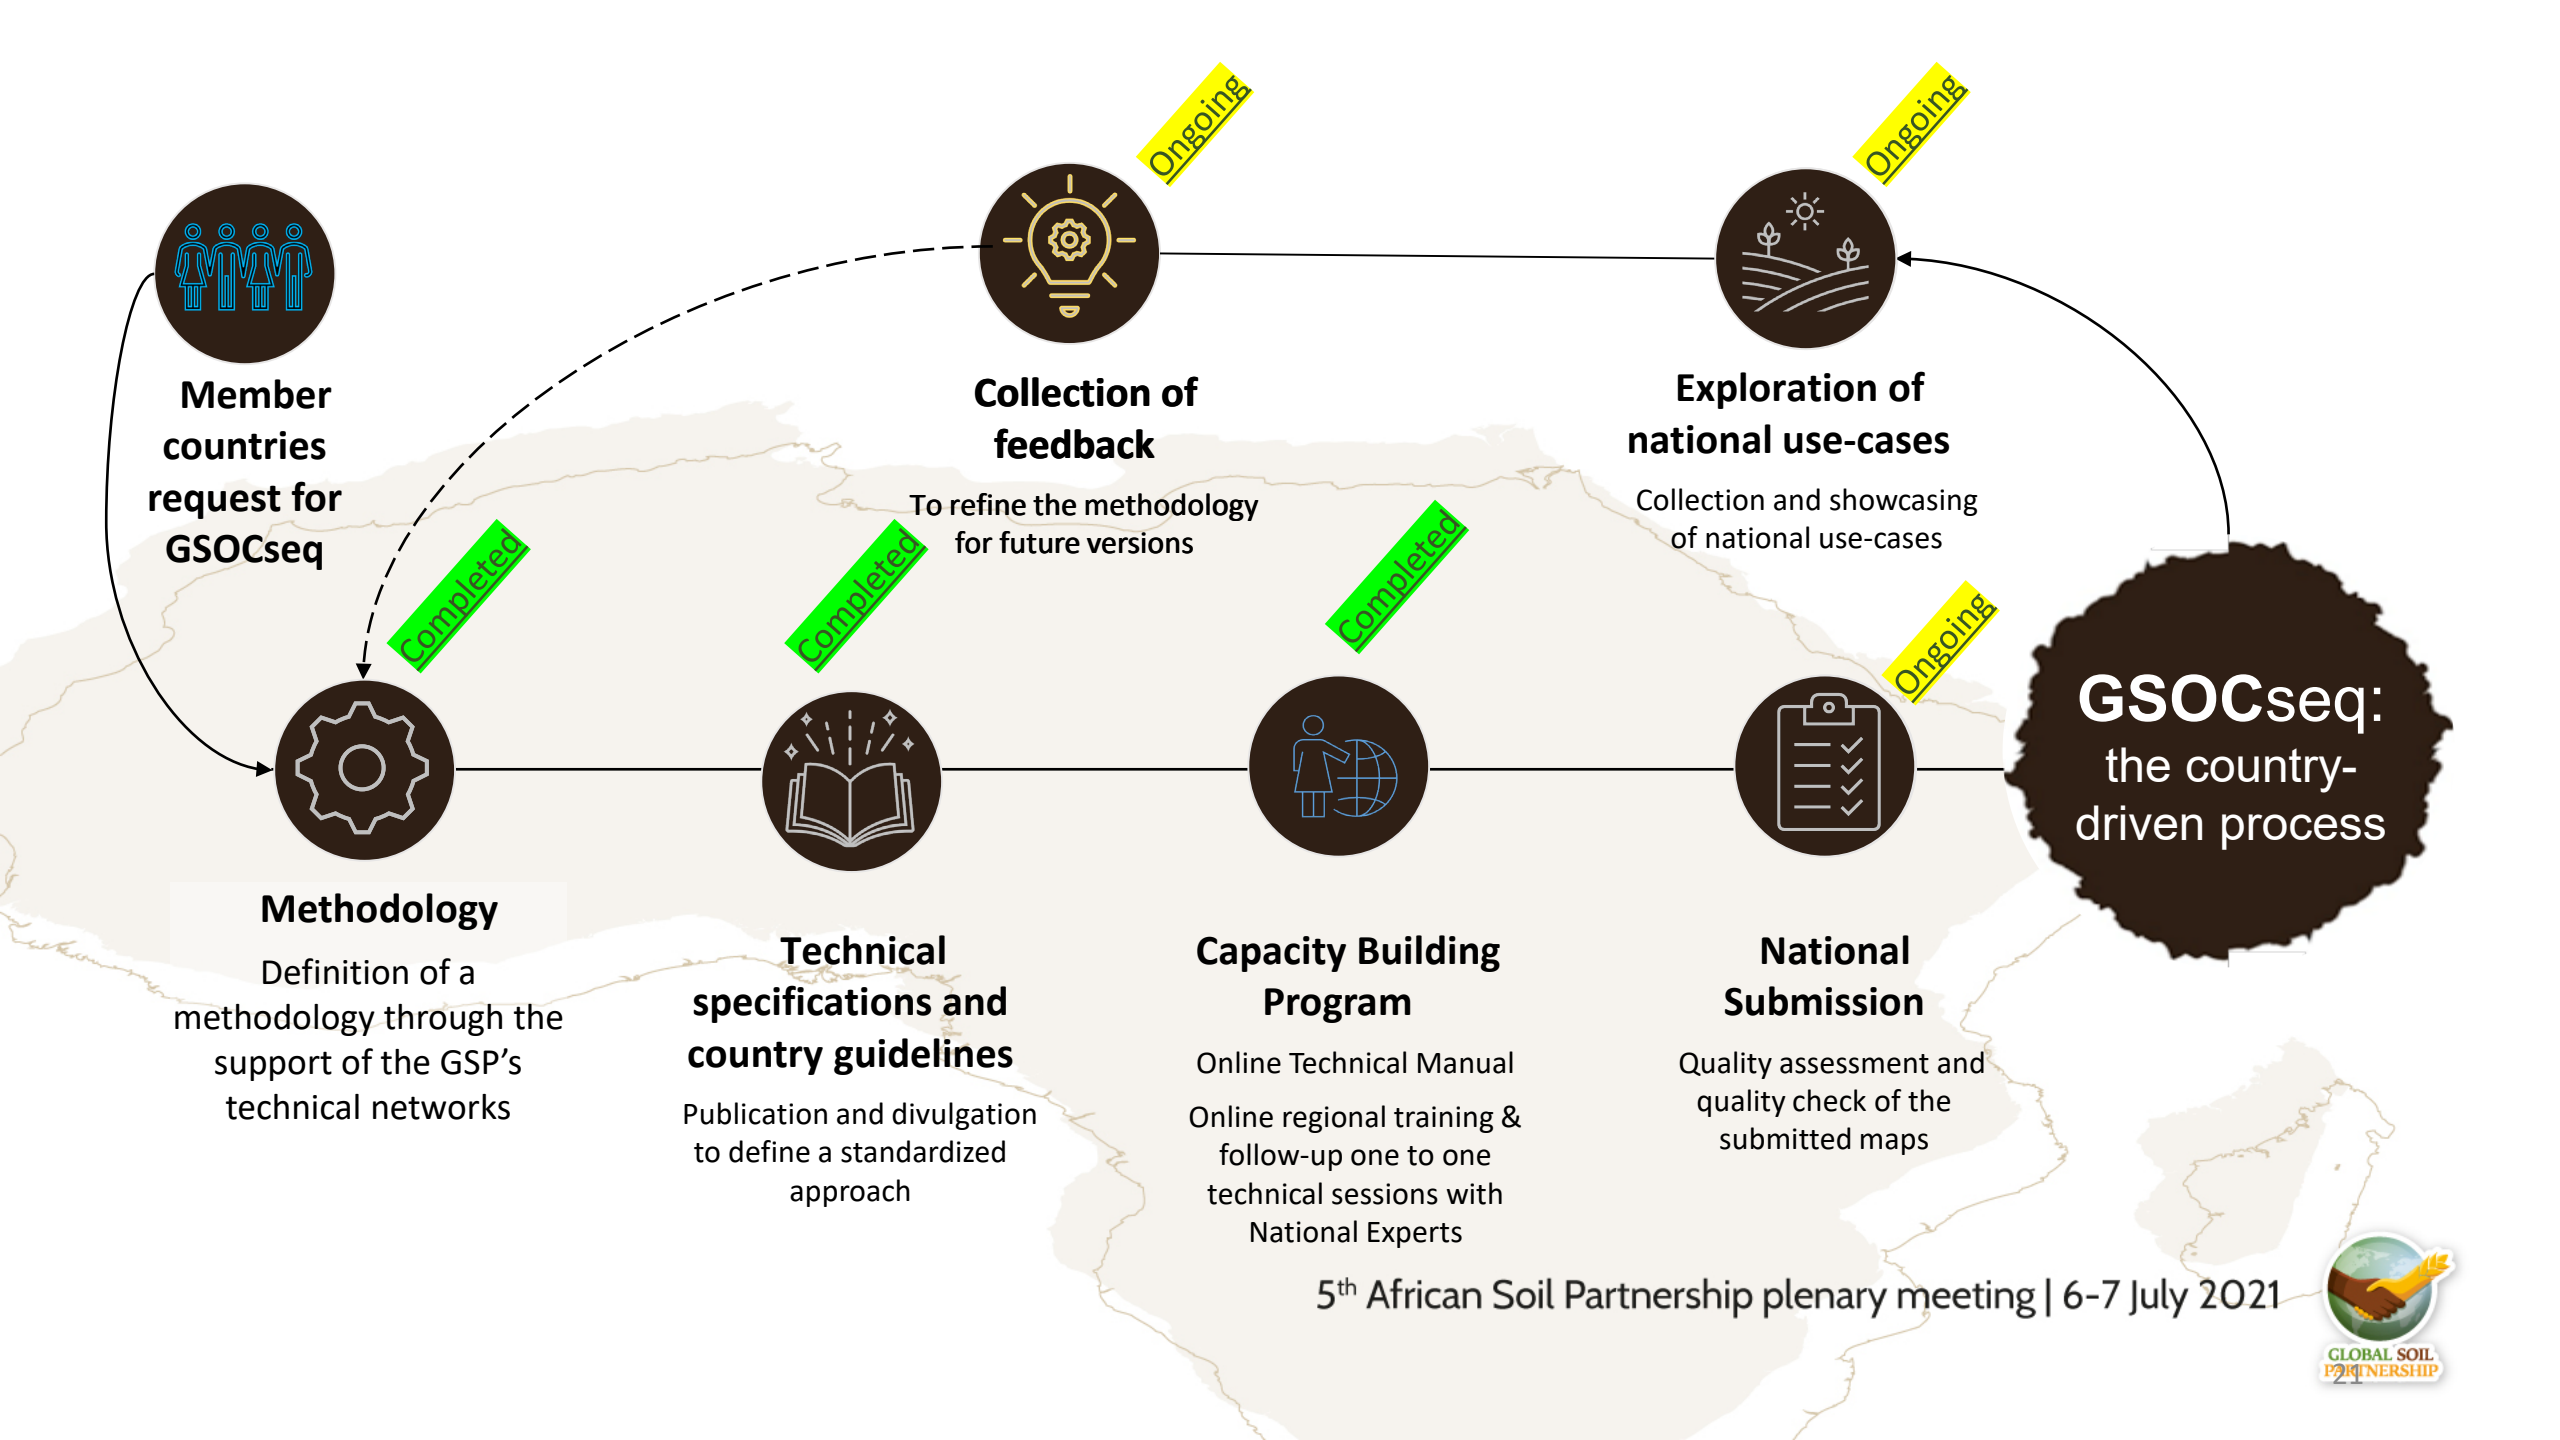 Ongoing
Ongoing
Member
countries
request for
GSOCseq
Collection of
feedback
To refine the methodology
for future versions
Exploration of
national use-cases
Collection and showcasing
of national use-cases
Completed
Completed
Completed
Ongoing
GSOCseq:
the country-
driven process
Methodology
Definition of a
methodology through the
support of the GSP’s
technical networks
Technical
specifications and
country guidelines
Publication and divulgation
to define a standardized
approach
Capacity Building
Program
Online Technical Manual
Online regional training &
follow-up one to one
technical sessions with
National Experts
National
Submission
Quality assessment and
quality check of the
submitted maps
5th African Soil Partnership plenary meeting | 6-7 July 2021
GLOBAL SOIL
PARTNERSHIP
21